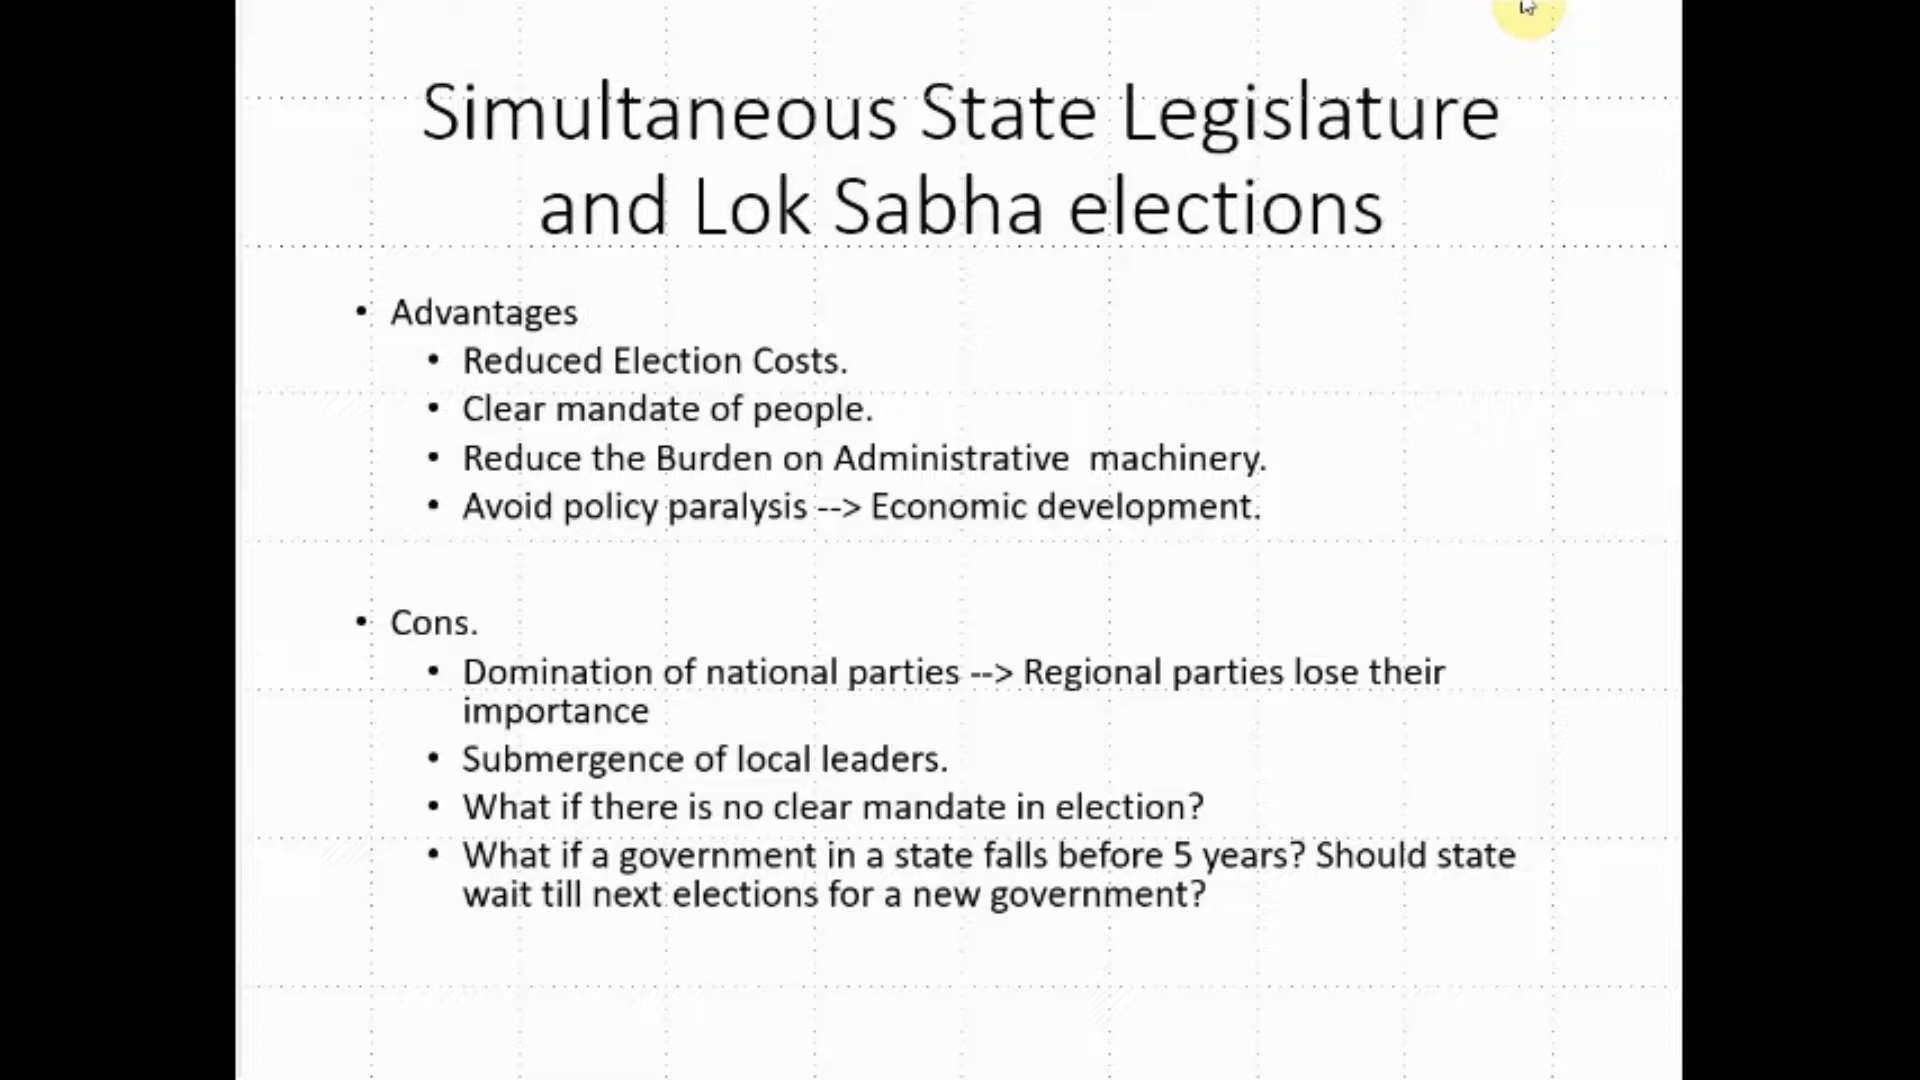 Simultaneous State Legislature
and Lok Sabha elections
• Advantages
• Reduced Election Costs.
• Clear mandate of people.
• Reduce the Burden on Administrative machinery.
• Avoid policy paralysis --> Economic development.
• Cons.
• Domination of national parties --> Regional parties lose their
importance
• Submergence of local leaders.
• What if there is no clear mandate in election?
• What if a government in a state falls before 5 years? Should state
wait till next elections for a new government?